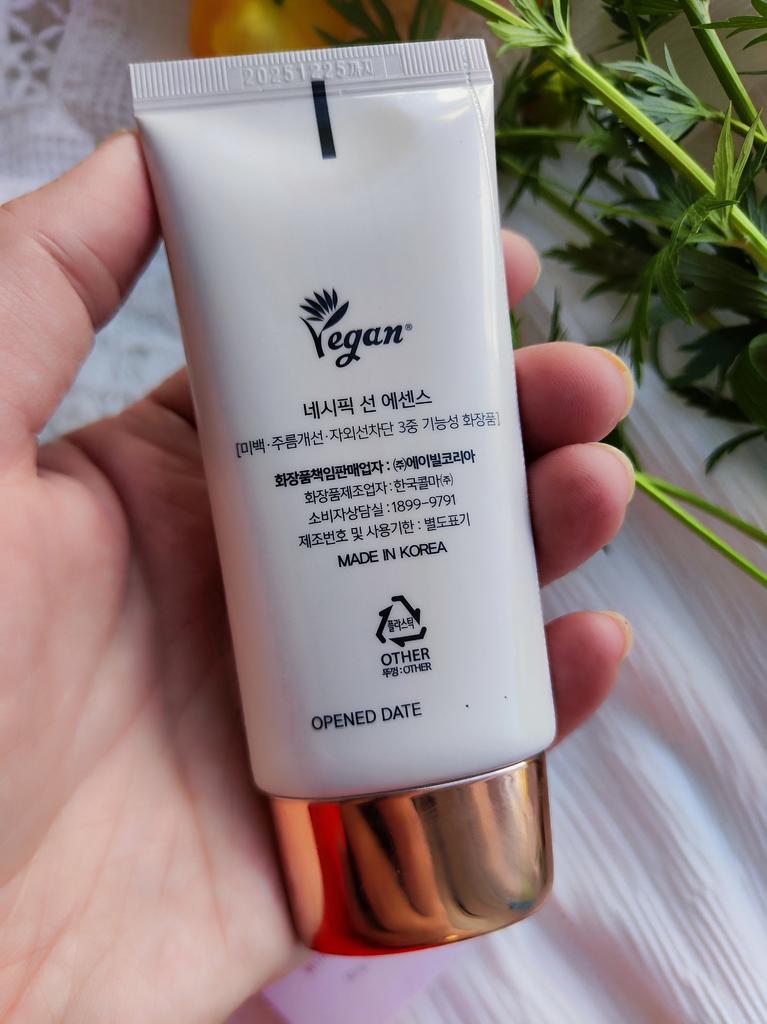 20251225까지
Vegan®
네시픽 선 에센스
[미백·주름개선·자외선차단 3중 기능성 화장품]
화장품책임판매업자 : ㈜에이빌코리아
화장품제조업자 : 한국콜마㈜
소비자상담실 : 1899-9791
제조번호 및 사용기한 : 별도표기
MADE IN KOREA
플라스틱
OTHER
뚜껑 : OTHER
OPENED DATE . .